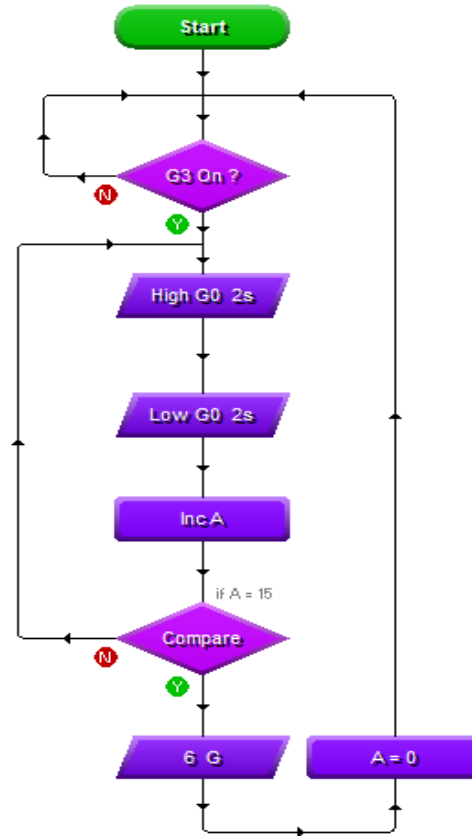 Start
G3 On ?
N
Y
High G0 2s
Low G0 2s
Inc A
if A = 15
Compare
N
Y
6 G
A = 0